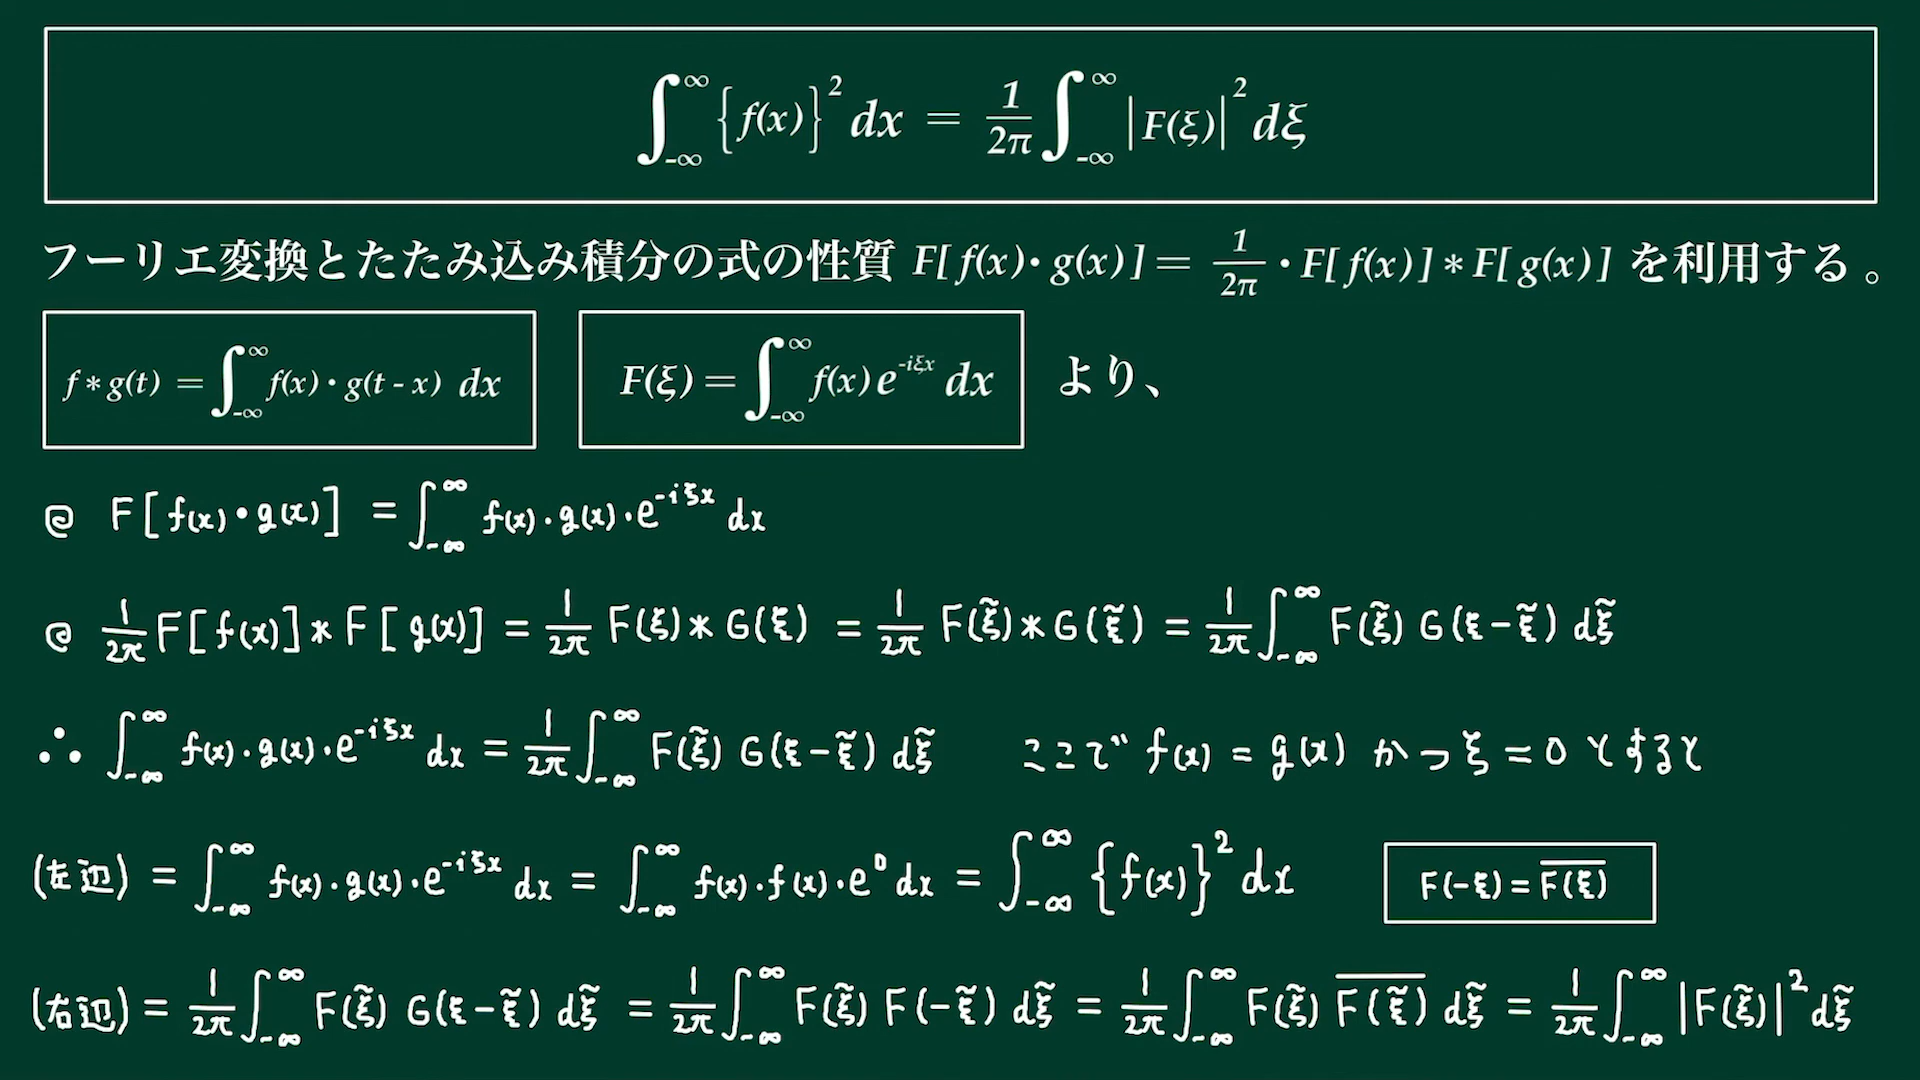 ∫_{-∞}^{∞} {f(x)}² dx = 1/2π ∫_{-∞}^{∞} |F(ξ)|² dξ
フーリエ変換とたたみ込み積分の式の性質 F[f(x)・g(x)] = 1/2π・F[f(x)]*F[g(x)] を利用する。
f*g(t) = ∫_{-∞}^{∞} f(x)・g(t-x) dx   F(ξ) = ∫_{-∞}^{∞} f(x) e^{-iξx} dx より、
@ F[f(x)・g(x)] = ∫_{-∞}^{∞} f(x)・g(x)・e^{-iξx} dx
@ 1/2π F[f(x)]*F[g(x)] = 1/2π F(ξ)*G(ξ) = 1/2π F(ξ̃)*G(ξ̃) = 1/2π ∫_{-∞}^{∞} F(ξ̃) G(ξ-ξ̃) dξ̃
∴ ∫_{-∞}^{∞} f(x)・g(x)・e^{-iξx} dx = 1/2π ∫_{-∞}^{∞} F(ξ̃) G(ξ-ξ̃) dξ̃   ここで f(x) = g(x) かつ ξ = 0 とすると
(左辺) = ∫_{-∞}^{∞} f(x)・g(x)・e^{-iξx} dx = ∫_{-∞}^{∞} f(x)・f(x)・e^0 dx = ∫_{-∞}^{∞} {f(x)}² dx   F(-ξ) = \overline{F(ξ)}
(右辺) = 1/2π ∫_{-∞}^{∞} F(ξ̃) G(ξ-ξ̃) dξ̃ = 1/2π ∫_{-∞}^{∞} F(ξ̃) F(-ξ̃) dξ̃ = 1/2π ∫_{-∞}^{∞} F(ξ̃) \overline{F(ξ̃)} dξ̃ = 1/2π ∫_{-∞}^{∞} |F(ξ̃)|² dξ̃